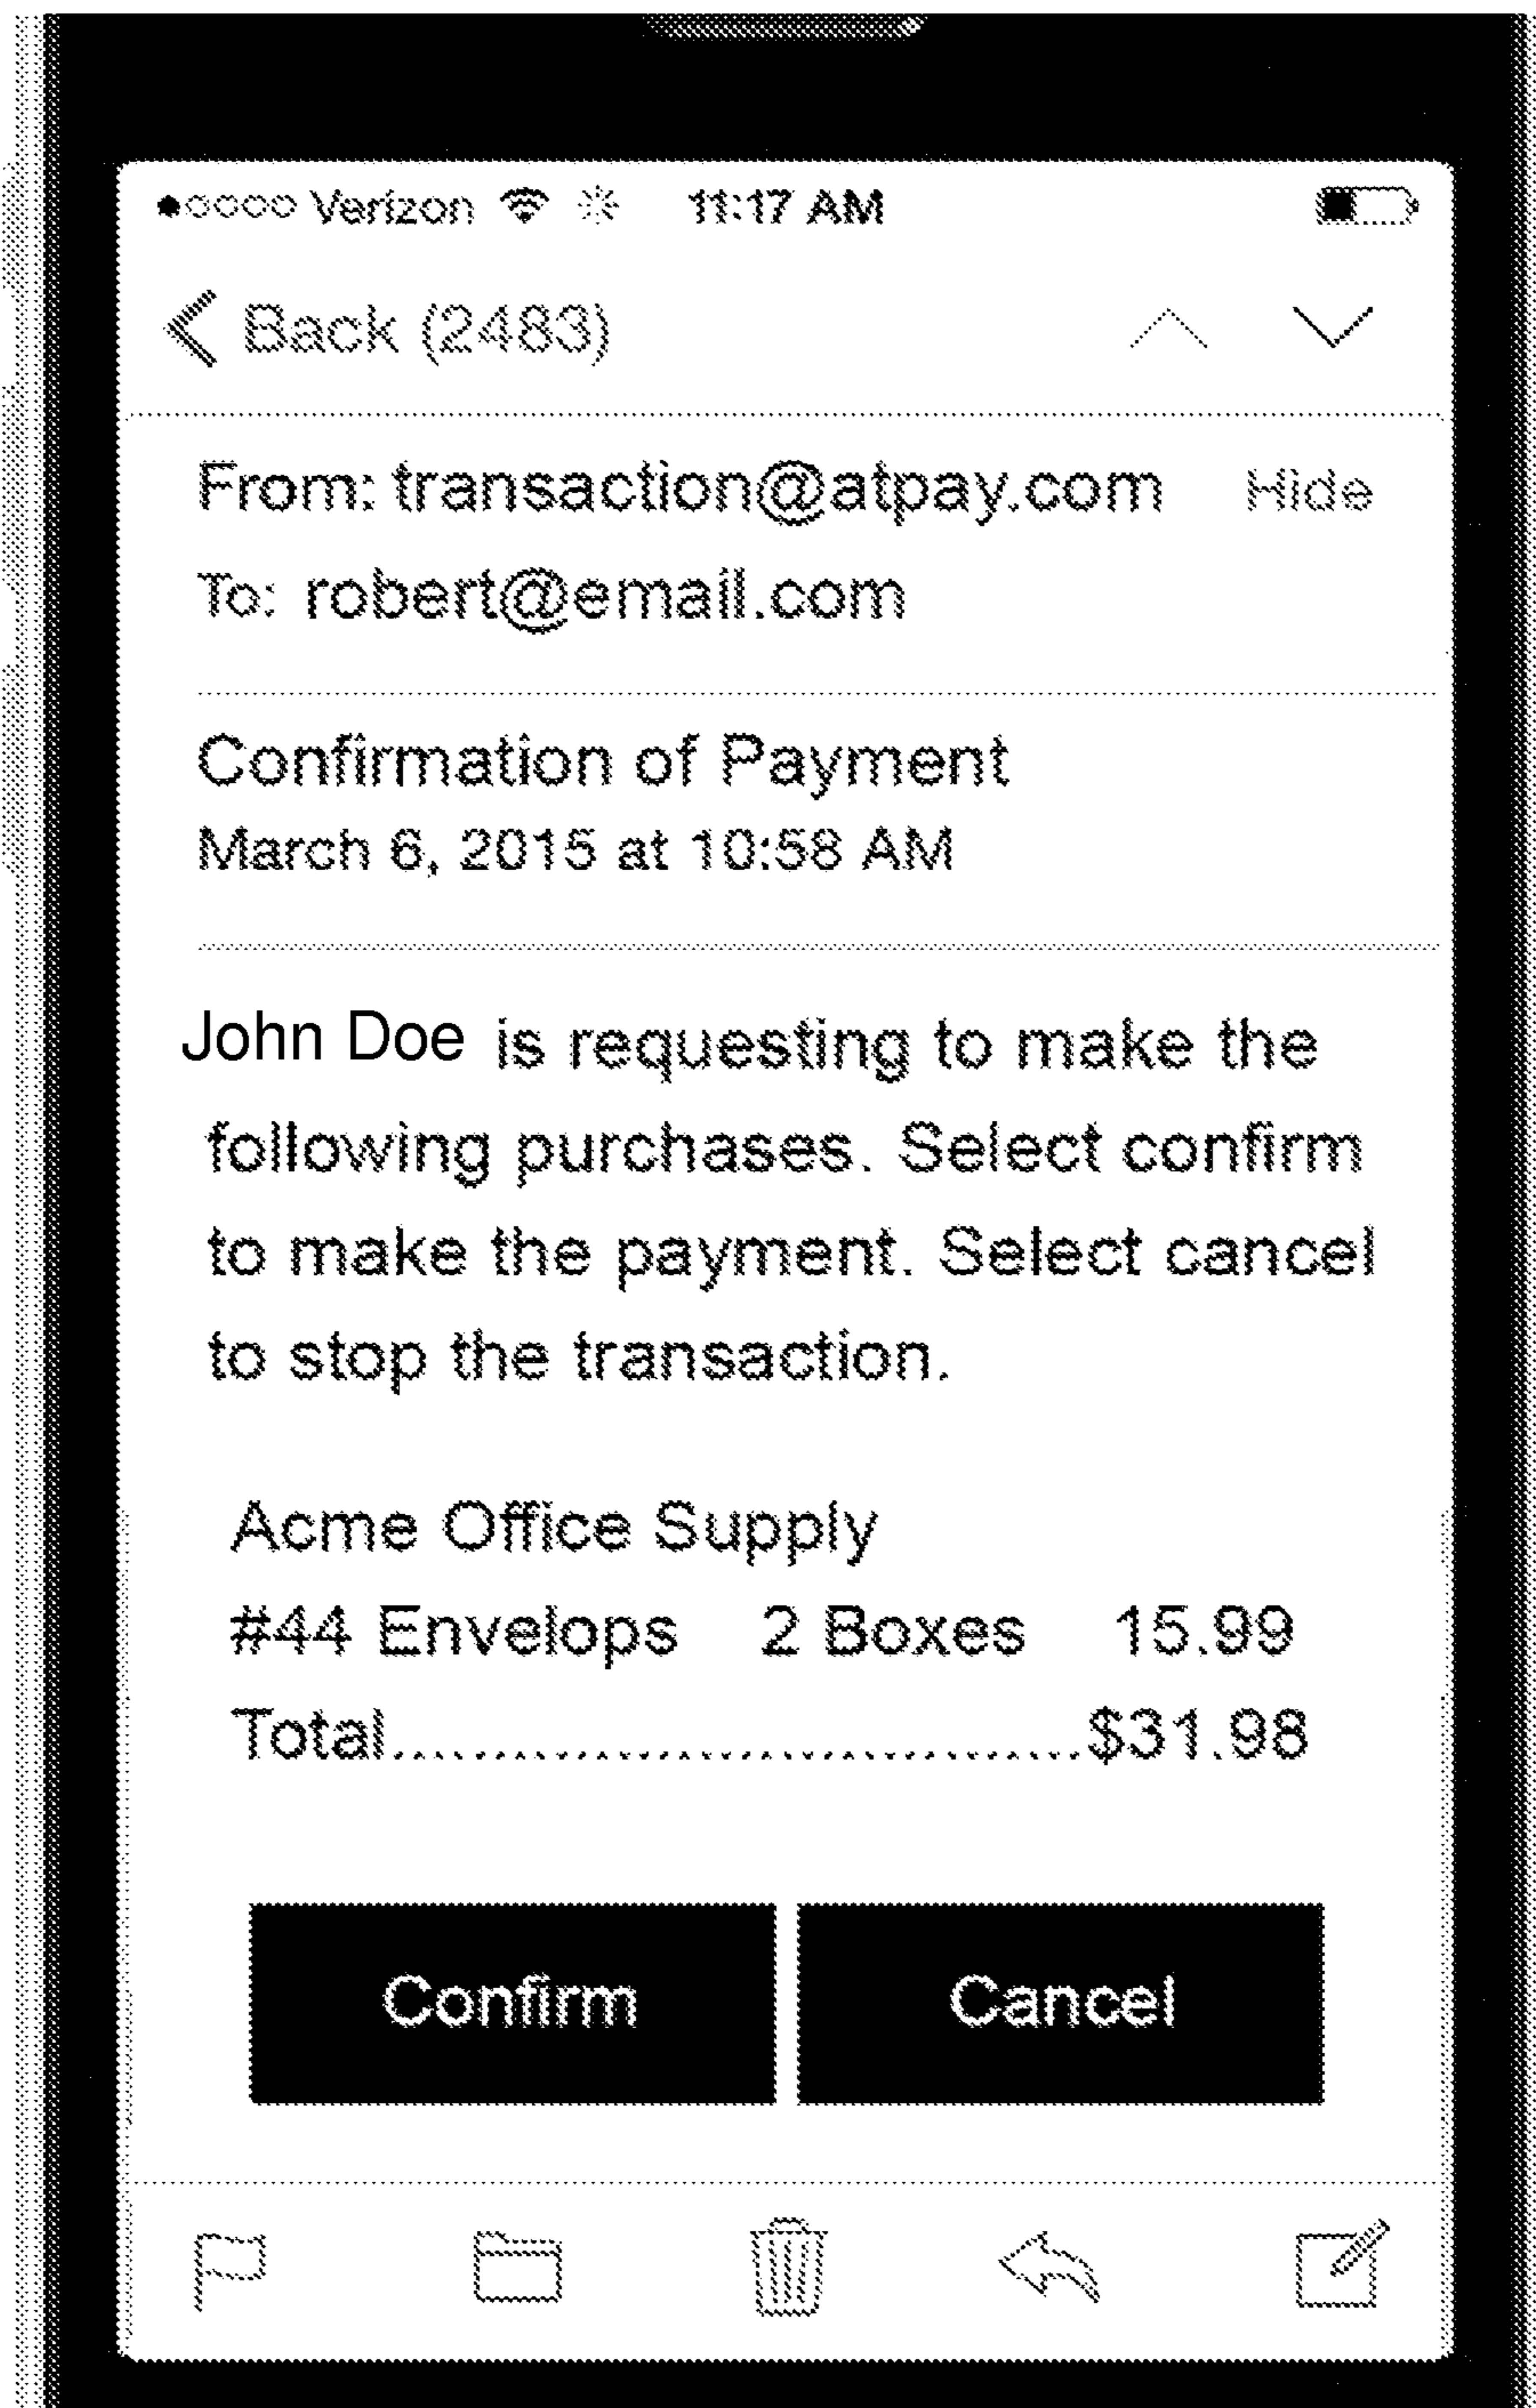 Verizon 11:17 AM
Back (2483)
From: transaction@atpay.com Hide
To: robert@email.com
Confirmation of Payment
March 6, 2015 at 10:58 AM
John Doe is requesting to make the
following purchases. Select confirm
to make the payment. Select cancel
to stop the transaction.
Acme Office Supply
#44 Envelops 2 Boxes 15.99
Total..................................$31.98
Confirm Cancel